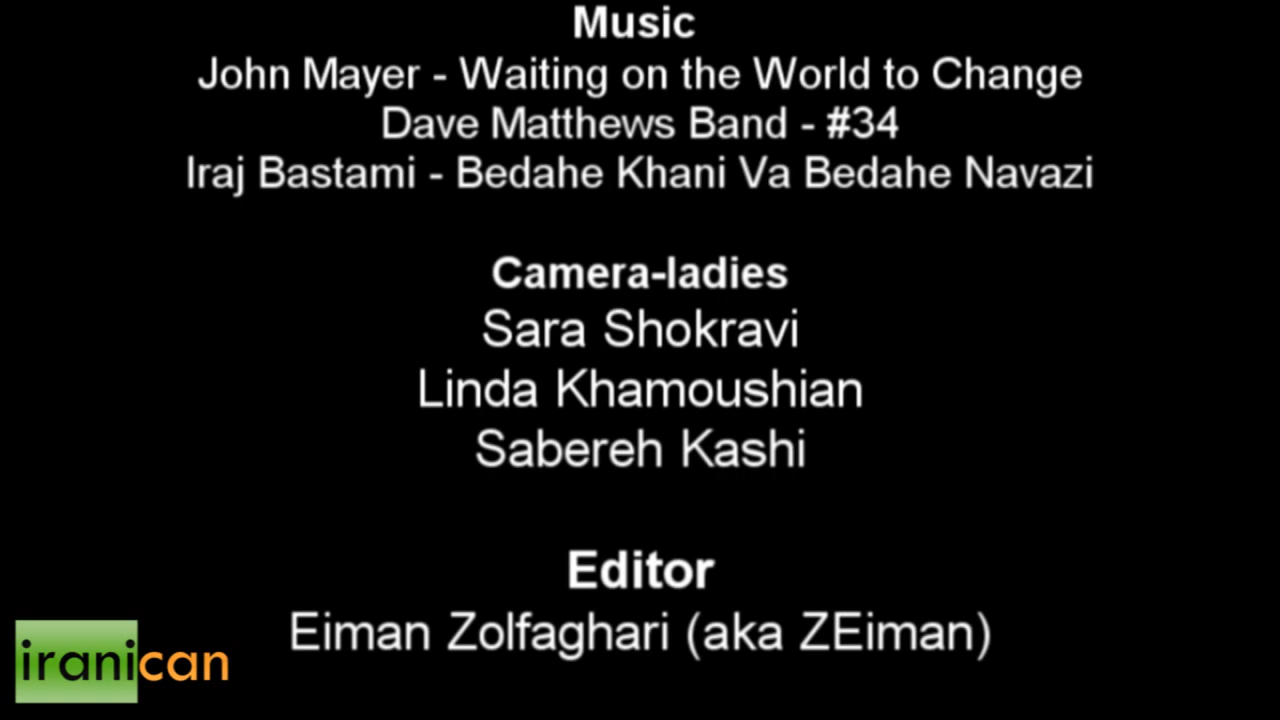 Music
John Mayer - Waiting on the World to Change
Dave Matthews Band - #34
Iraj Bastami - Bedahe Khani Va Bedahe Navazi
Camera-ladies
Sara Shokravi
Linda Khamoushian
Sabereh Kashi
Editor
Eiman Zolfaghari (aka ZEiman)
iranican